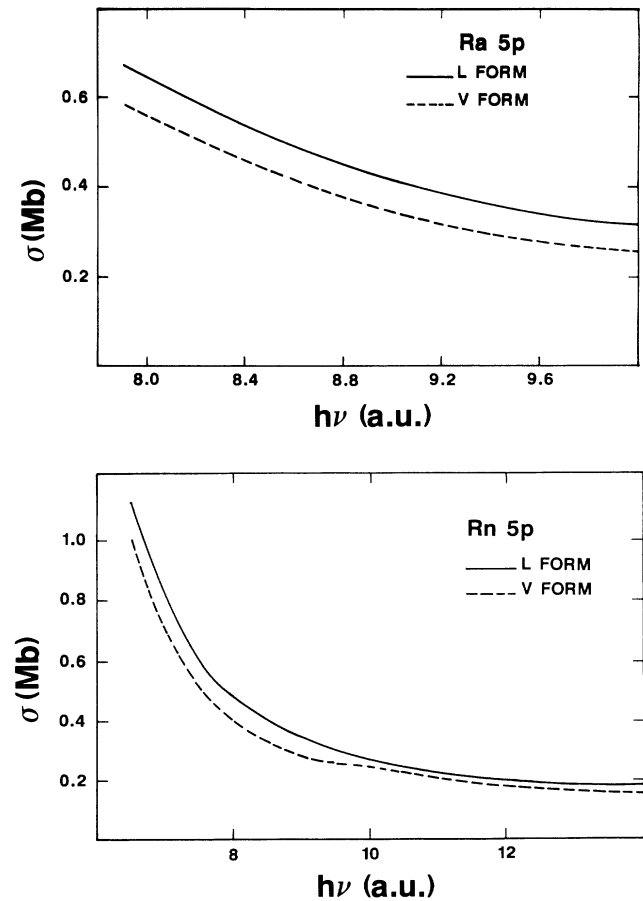 Ra 5p
L FORM
V FORM
0.6
0.4
0.2
σ (Mb)
8.0 8.4 8.8 9.2 9.6
hν (a.u.)
Rn 5p
L FORM
V FORM
1.0
0.8
0.6
0.4
0.2
σ (Mb)
8 10 12
hν (a.u.)